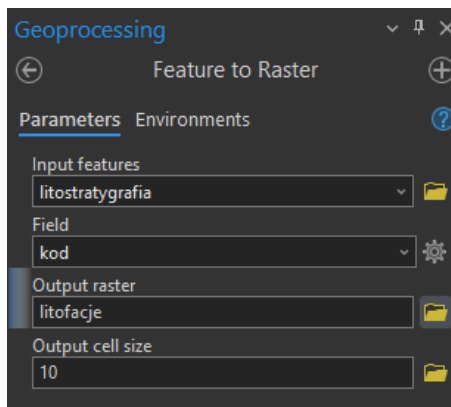 Geoprocessing
Feature to Raster
Parameters Environments
?
Input features
litostratygrafia
Field
kod
Output raster
litofacje
Output cell size
10